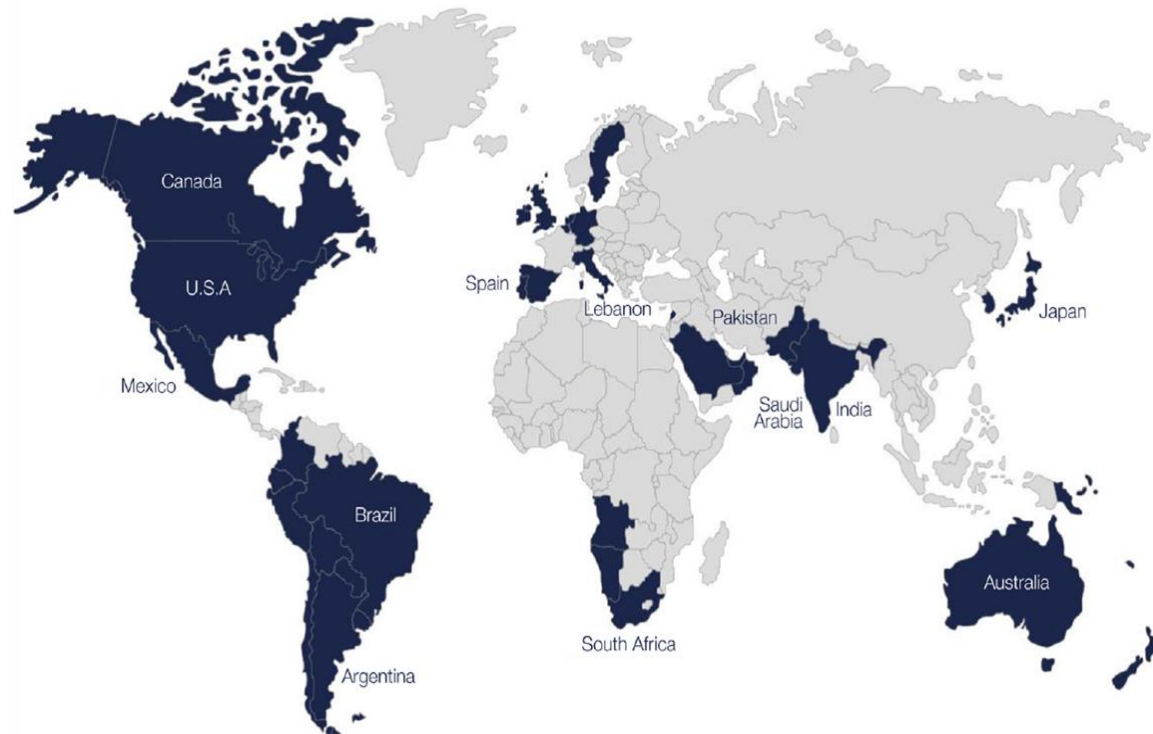 Canada
U.S.A
Spain
Lebanon
Pakistan
Japan
Mexico
Saudi
Arabia
India
Brazil
Australia
South Africa
Argentina